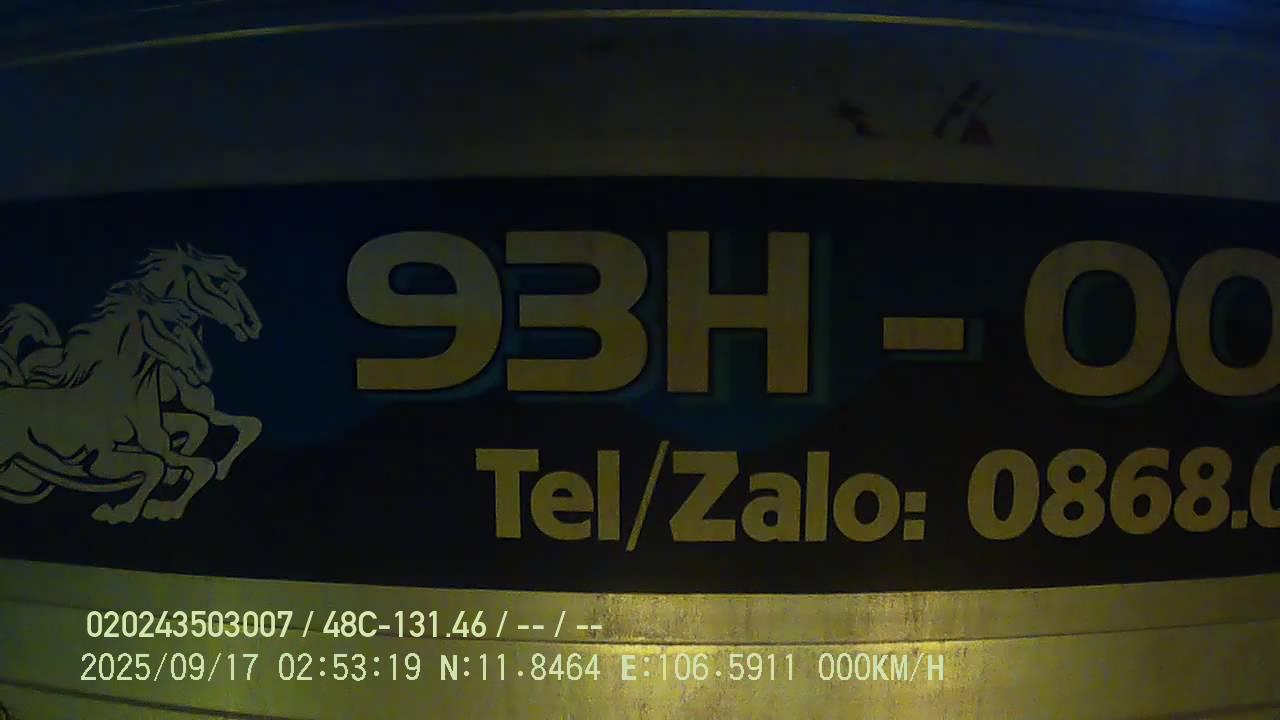 93H - 00
Tel/Zalo: 0868.0
020243503007 / 48C-131.46 / -- / --
2025/09/17 02:53:19 N:11.8464 E:106.5911 000KM/H